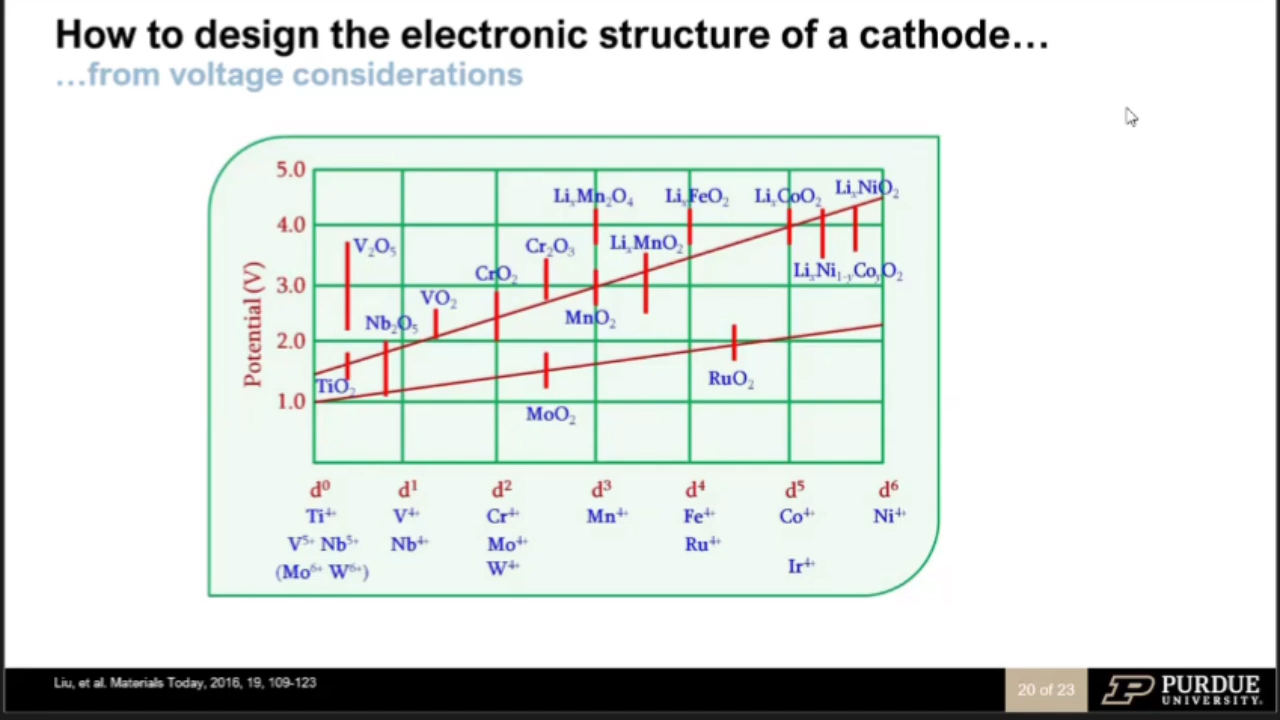 How to design the electronic structure of a cathode…
…from voltage considerations
Potential (V)
5.0
4.0
3.0
2.0
1.0
V₂O₅
Nb₂O₅
TiO₂
VO₂
CrO₂
Cr₂O₃
LiₓMn₂O₄
MnO₂
LiₓMnO₂
LiₓFeO₂
LiₓCoO₂
LiₓNiO₂
LiₓNi₁₋ᵧCoᵧO₂
MoO₂
RuO₂
d⁰ d¹ d² d³ d⁴ d⁵ d⁶
Ti⁴⁺ V⁴⁺ Cr⁴⁺ Mn⁴⁺ Fe⁴⁺ Co⁴⁺ Ni⁴⁺
V⁵⁺ Nb⁵⁺ Nb⁴⁺ Mo⁴⁺ Ru⁴⁺
(Mo⁶⁺ W⁶⁺) W⁴⁺ Ir⁴⁺
Liu, et al. Materials Today, 2016, 19, 109-123
20 of 23
PURDUE
UNIVERSITY.